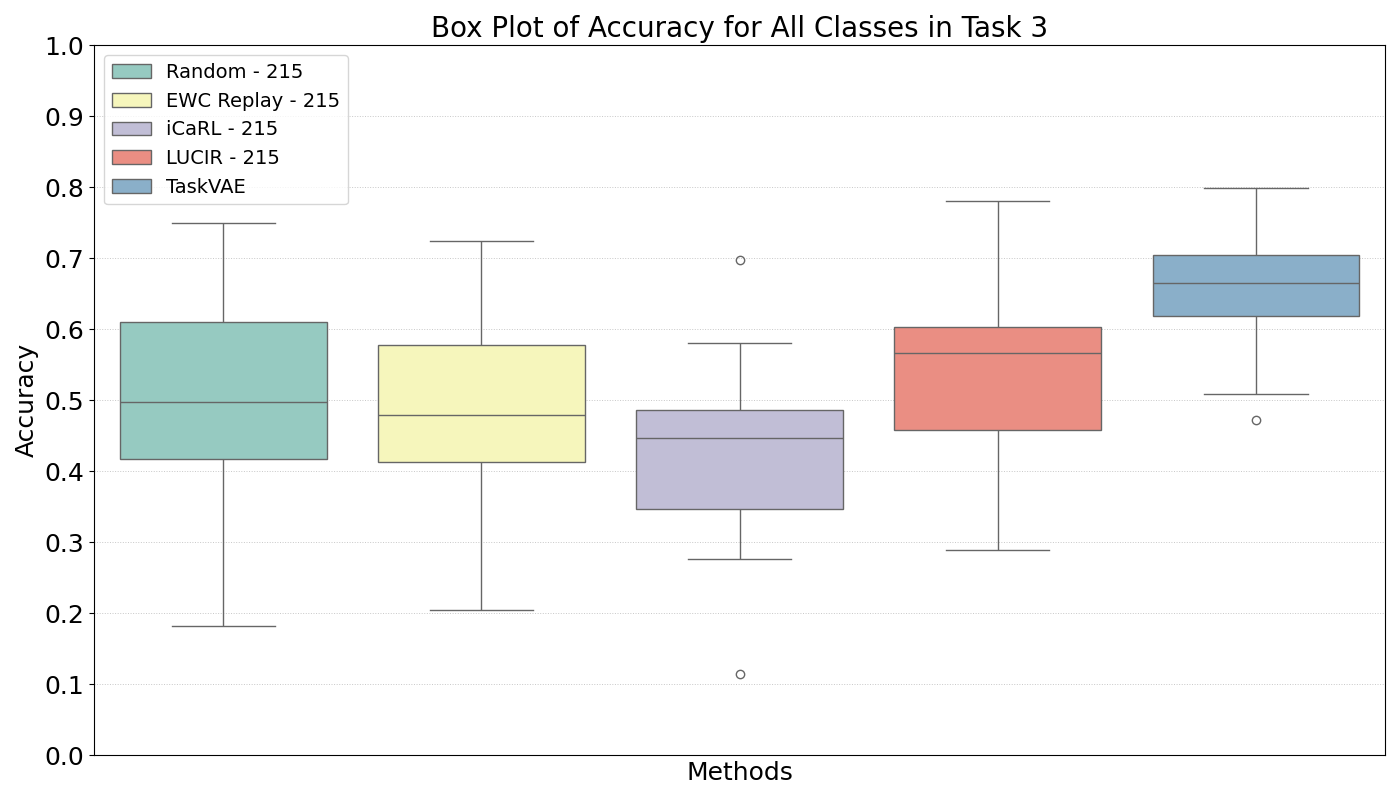 Box Plot of Accuracy for All Classes in Task 3
1.0
0.9
0.8
0.7
0.6
0.5
0.4
0.3
0.2
0.1
0.0
Accuracy
Random - 215
EWC Replay - 215
iCaRL - 215
LUCIR - 215
TaskVAE
Methods